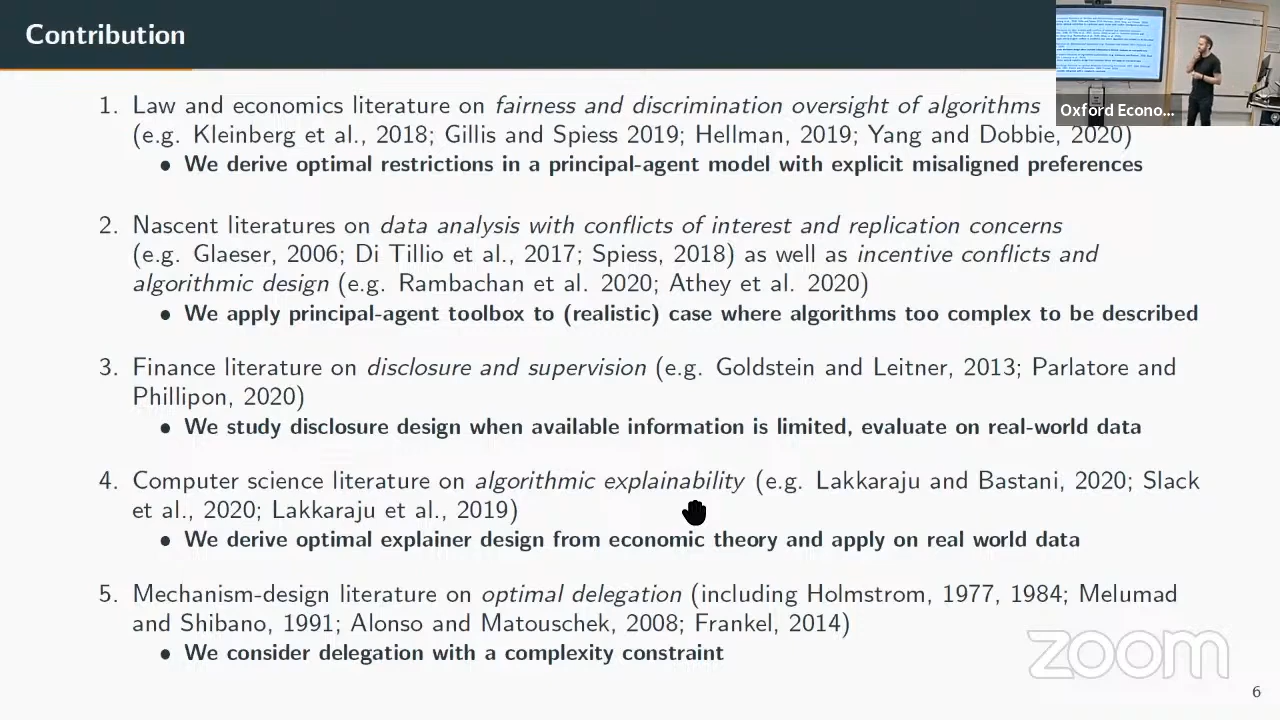 Contribution
Oxford Econo...
1. Law and economics literature on fairness and discrimination oversight of algorithms
(e.g. Kleinberg et al., 2018; Gillis and Spiess 2019; Hellman, 2019; Yang and Dobbie, 2020)
• We derive optimal restrictions in a principal-agent model with explicit misaligned preferences
2. Nascent literatures on data analysis with conflicts of interest and replication concerns
(e.g. Glaeser, 2006; Di Tillio et al., 2017; Spiess, 2018) as well as incentive conflicts and
algorithmic design (e.g. Rambachan et al. 2020; Athey et al. 2020)
• We apply principal-agent toolbox to (realistic) case where algorithms too complex to be described
3. Finance literature on disclosure and supervision (e.g. Goldstein and Leitner, 2013; Parlatore and
Phillipon, 2020)
• We study disclosure design when available information is limited, evaluate on real-world data
4. Computer science literature on algorithmic explainability (e.g. Lakkaraju and Bastani, 2020; Slack
et al., 2020; Lakkaraju et al., 2019)
• We derive optimal explainer design from economic theory and apply on real world data
5. Mechanism-design literature on optimal delegation (including Holmstrom, 1977, 1984; Melumad
and Shibano, 1991; Alonso and Matouschek, 2008; Frankel, 2014)
• We consider delegation with a complexity constraint
zoom
6